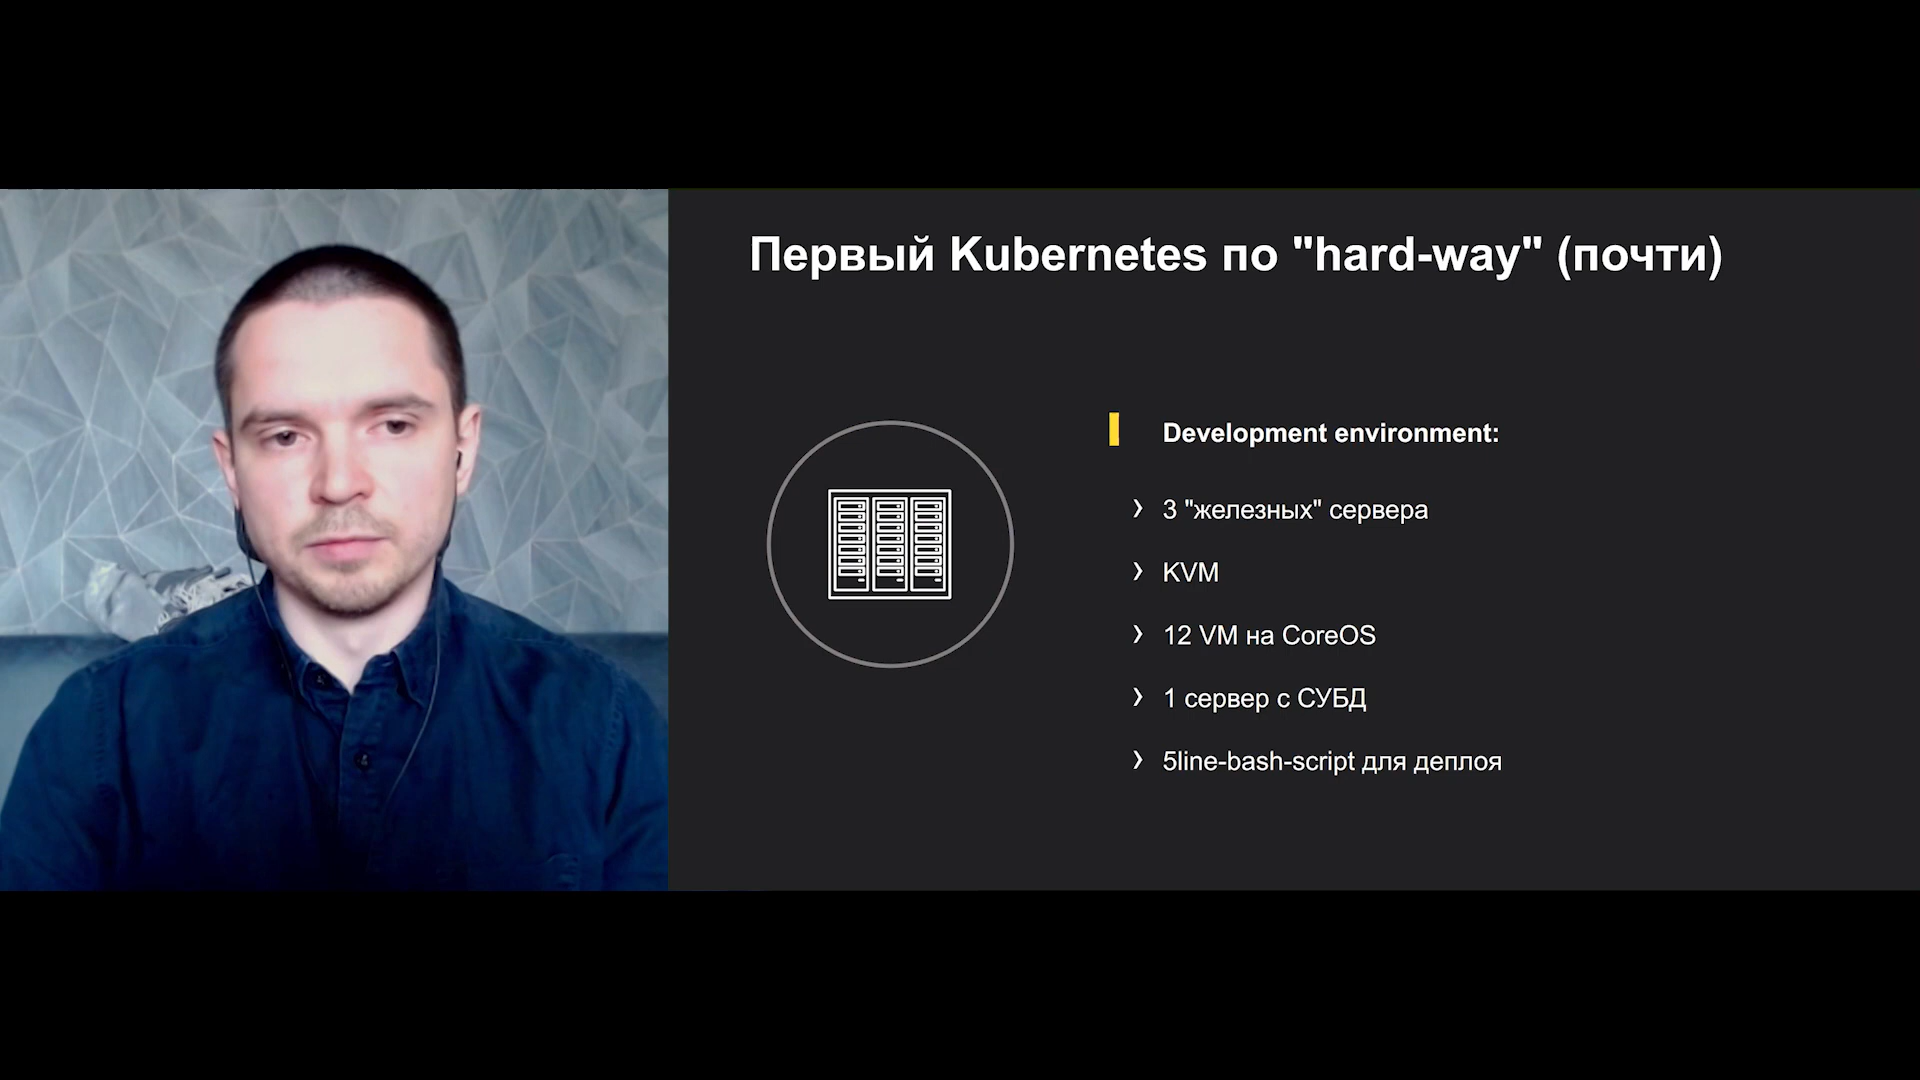 Первый Kubernetes по "hard-way" (почти)
Development environment:
3 "железных" сервера
KVM
12 VM на CoreOS
1 сервер с СУБД
5line-bash-script для деплоя